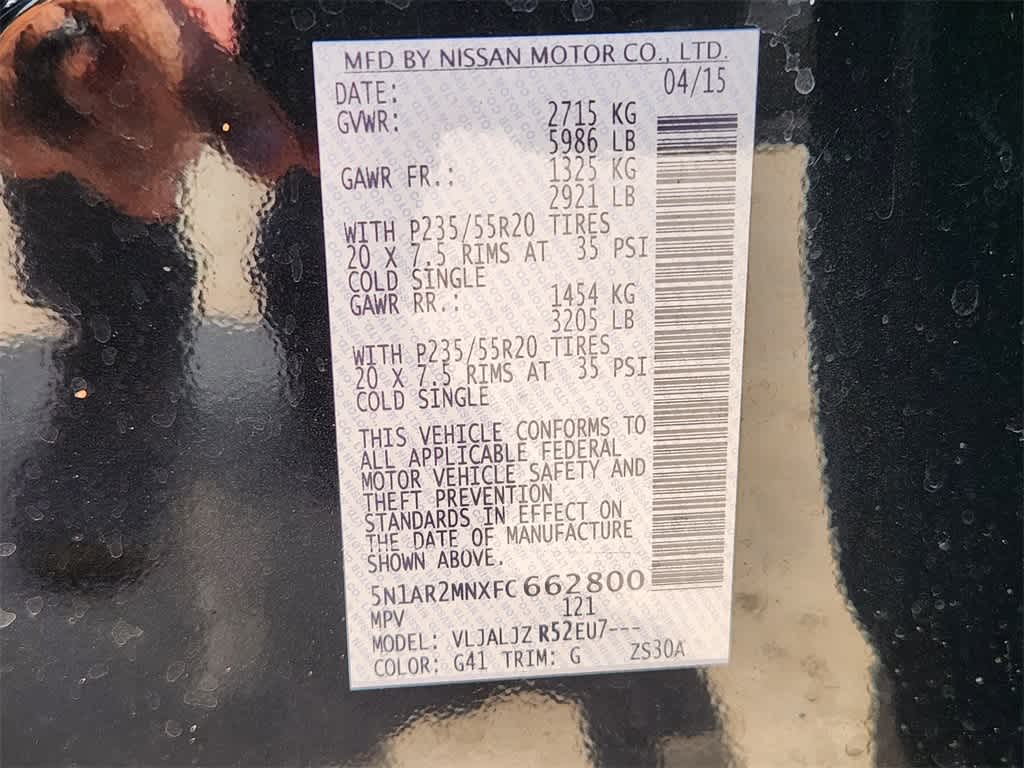 MFD BY NISSAN MOTOR CO., LTD.
DATE: 04/15
GVWR: 2715 KG
5986 LB
GAWR FR.: 1325 KG
2921 LB
WITH P235/55R20 TIRES
20 X 7.5 RIMS AT 35 PSI
COLD SINGLE
GAWR RR.: 1454 KG
3205 LB
WITH P235/55R20 TIRES
20 X 7.5 RIMS AT 35 PSI
COLD SINGLE
THIS VEHICLE CONFORMS TO
ALL APPLICABLE FEDERAL
MOTOR VEHICLE SAFETY AND
THEFT PREVENTION
STANDARDS IN EFFECT ON
THE DATE OF MANUFACTURE
SHOWN ABOVE.
5N1AR2MNXFC 662800
MPV 121
MODEL: VLJALJZ R52EU7---
COLOR: G41 TRIM: G ZS30A